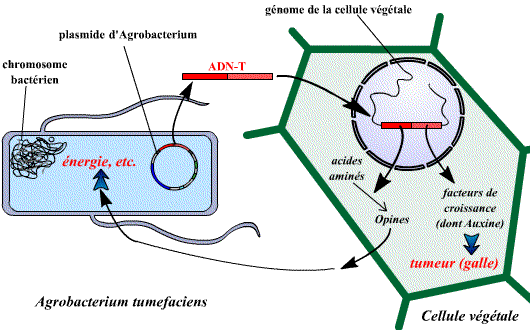 génome de la cellule végétale
plasmide d'Agrobacterium
chromosome
bactérien
ADN-T
énergie, etc.
acides
aminés
Opines
facteurs de
croissance
(dont Auxine)
tumeur (galle)
Agrobacterium tumefaciens
Cellule végétale